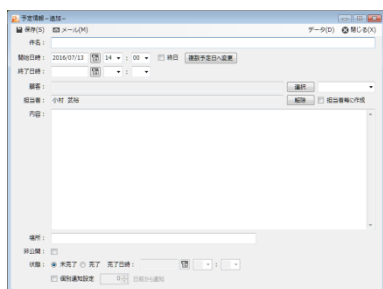 予定情報 - 追加 -
保存(S) メール(M) データ(D) 閉じる(X)
件名：
開始日時： 2016/07/13 14 ： 00 終日 複数予定日へ変更
終了日時： ：
顧客： 選択
担当者： 小村 武裕 解除 担当者毎に作成
内容：
場所：
非公開：
状態： 未完了 完了 完了日時： ：
個別通知設定 0 日前から通知